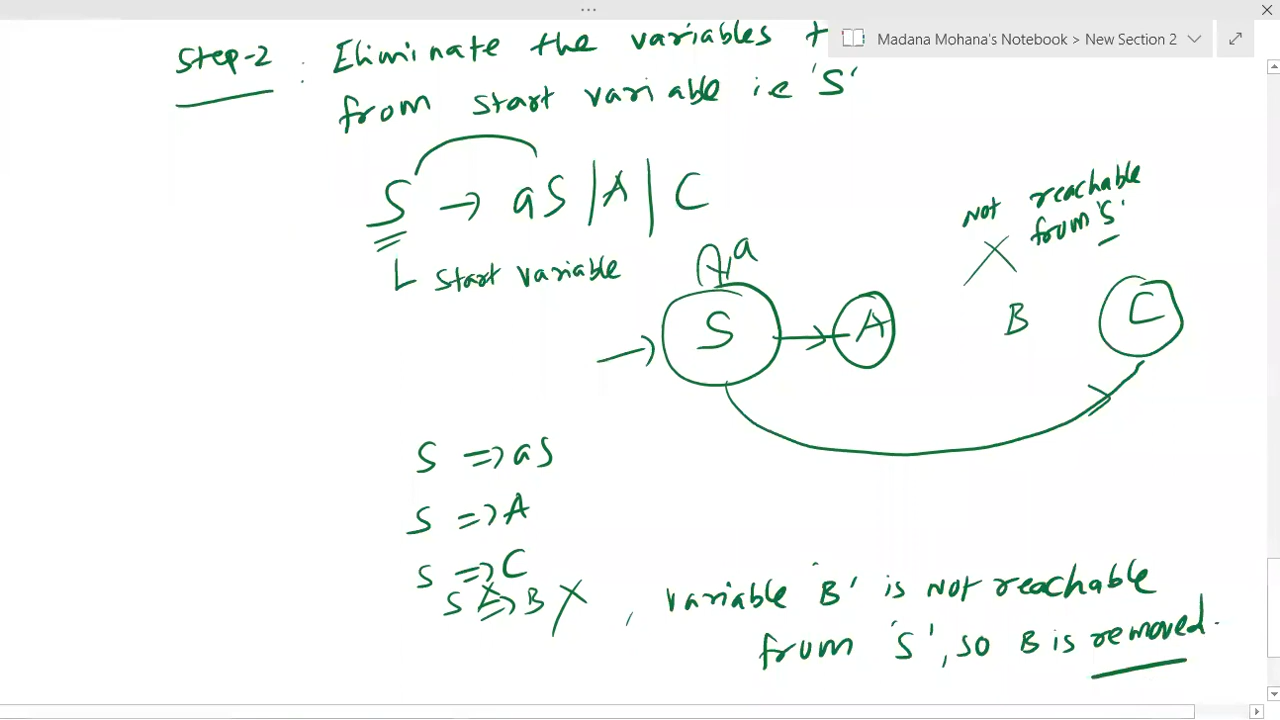 Madana Mohana's Notebook > New Section 2
Step-2 : Eliminate the variables
from start variable i.e 'S'
S → aS | A | C
Start variable
Not reachable
from 'S'
a
S
A
B
C
S => aS
S => A
S => C
S => B , variable 'B' is Not reachable
from 'S', so B is removed.